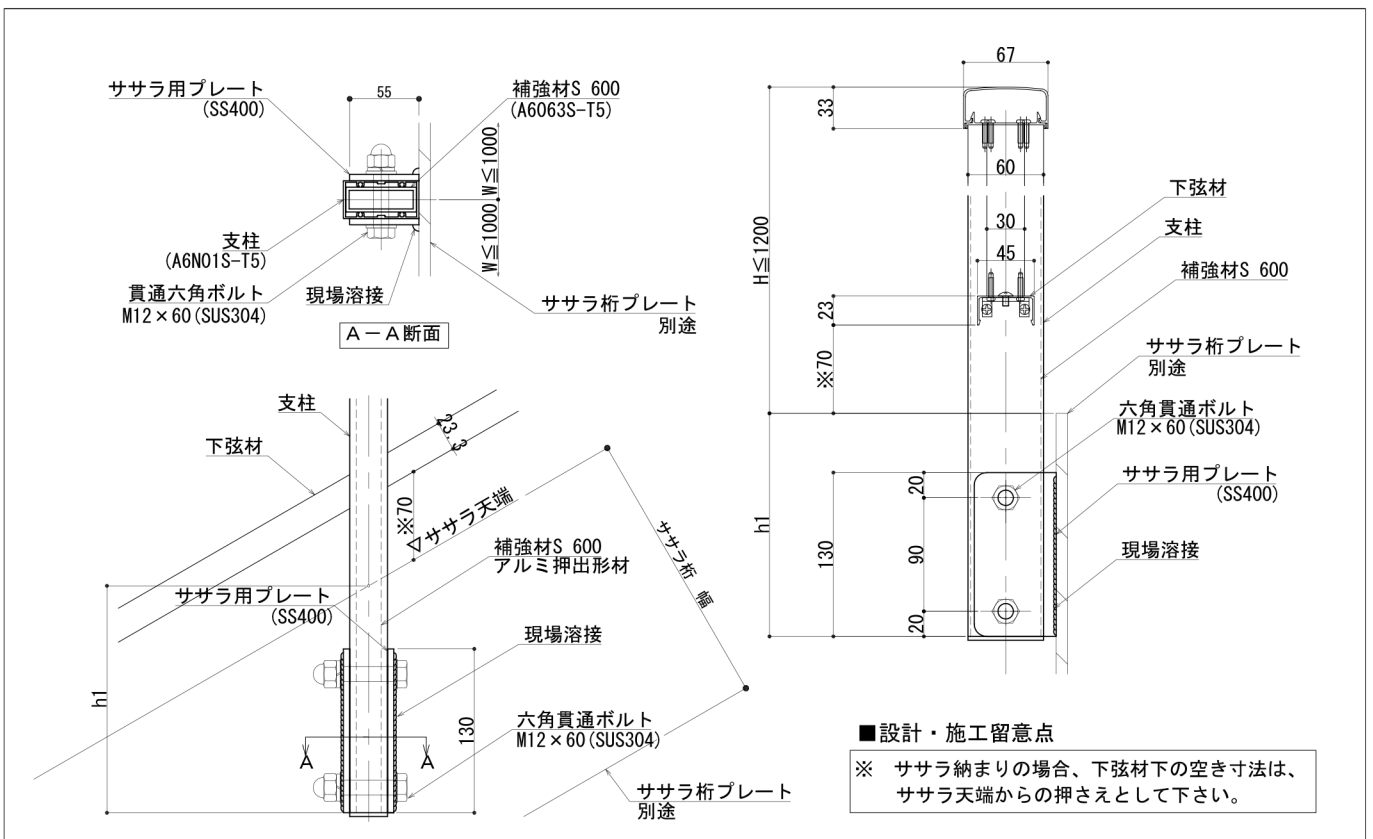 ササラ用プレート
(SS400)
55
補強材S 600
(A6063S-T5)
W≦1000
W≦1000
支柱
(A6N01S-T5)
貫通六角ボルト
M12×60(SUS304)
現場溶接
ササラ桁プレート
別途
A－A断面
支柱
下弦材
23.3
※70
▽ササラ天端
補強材S 600
アルミ押出形材
ササラ用プレート
(SS400)
ササラ桁 幅
現場溶接
h1
130
六角貫通ボルト
M12×60(SUS304)
A
A
ササラ桁プレート
別途
67
33
60
下弦材
支柱
30
45
補強材S 600
H≦1200
23
※70
ササラ桁プレート
別途
六角貫通ボルト
M12×60(SUS304)
ササラ用プレート
(SS400)
20
h1
130
90
現場溶接
20
■設計・施工留意点
※ ササラ納まりの場合、下弦材下の空き寸法は、
ササラ天端からの押さえとして下さい。